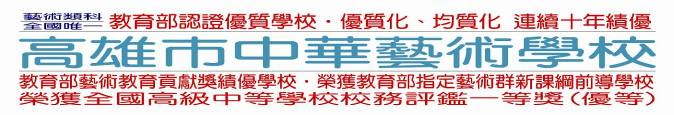 藝術類科
全國唯一
教育部認證優質學校・優質化、均質化 連續十年績優
高雄市中華藝術學校
教育部藝術教育貢獻獎績優學校・榮獲教育部指定藝術群新課綱前導學校
榮獲全國高級中等學校校務評鑑一等獎(優等)